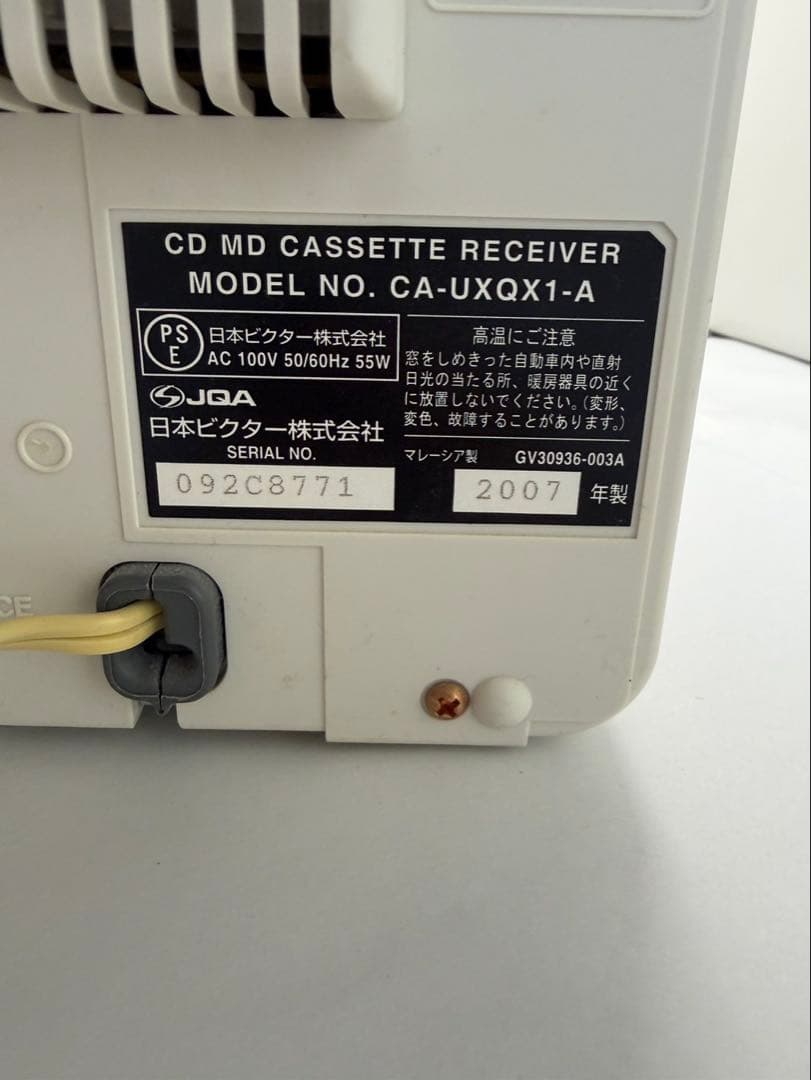 CD MD CASSETTE RECEIVER
MODEL NO. CA-UXQX1-A
PS
E
日本ビクター株式会社
AC 100V 50/60Hz 55W
JQA
日本ビクター株式会社
SERIAL NO.
092C8771
高温にご注意
窓をしめきった自動車内や直射
日光の当たる所、暖房器具の近く
に放置しないでください。(変形、
変色、故障することがあります。)
マレーシア製 GV30936-003A
2007 年製
CE